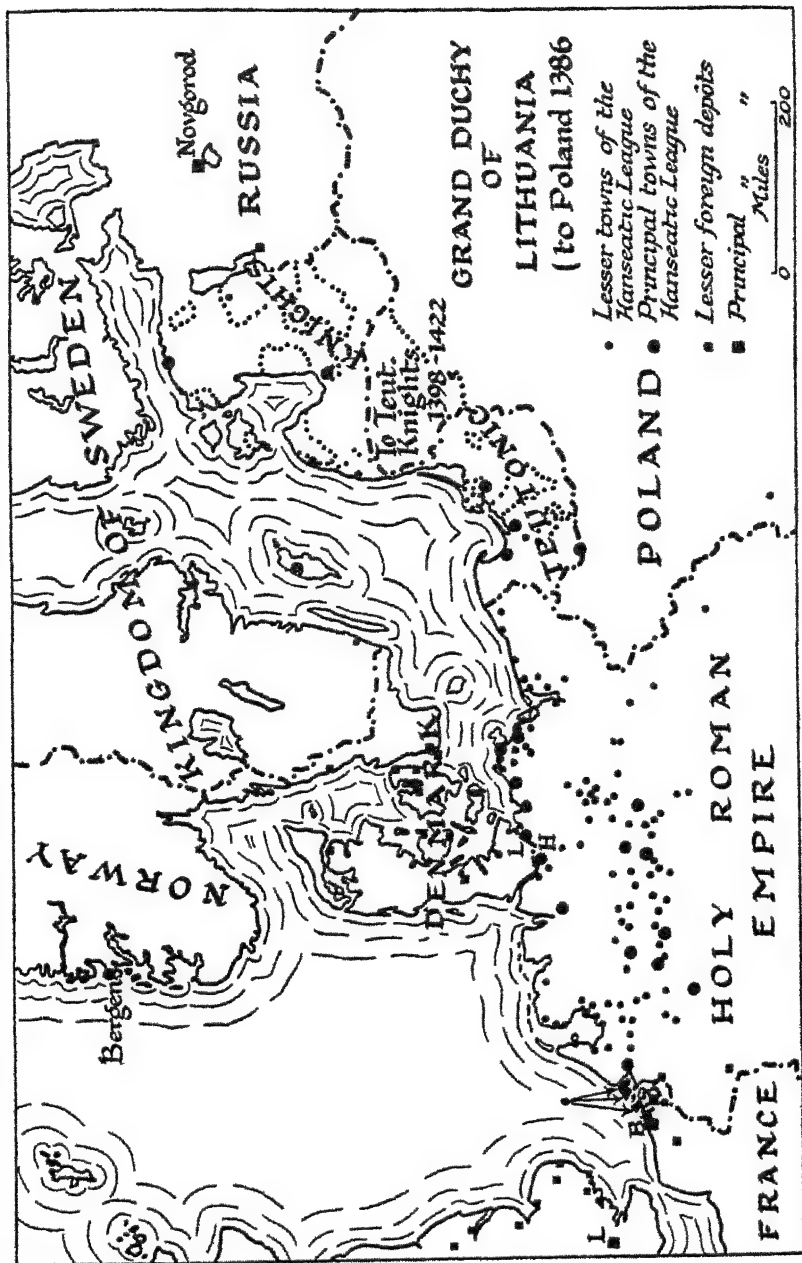 KINGDOM OF SWEDEN
NORWAY
Bergen
Novgorod
RUSSIA
DENMARK
L
H
TEUTONIC KNIGHTS
To Teut.
Knights
1398-1422
GRAND DUCHY
OF
LITHUANIA
(to Poland 1386
POLAND
HOLY ROMAN
EMPIRE
FRANCE
B
L
Lesser towns of the
Hanseatic League
Principal towns of the
Hanseatic League
Lesser foreign depôts
Principal " "
Miles
0 200